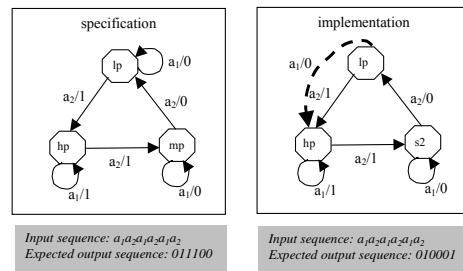 specification
lp
a1/0
a2/1
a2/0
hp
mp
a2/1
a1/1
a1/0
Input sequence: a1a2a1a2a1a2
Expected output sequence: 011100
implementation
a1/0
lp
a2/1
a2/0
hp
s2
a2/1
a1/1
a1/0
Input sequence: a1a2a1a2a1a2
Expected output sequence: 010001